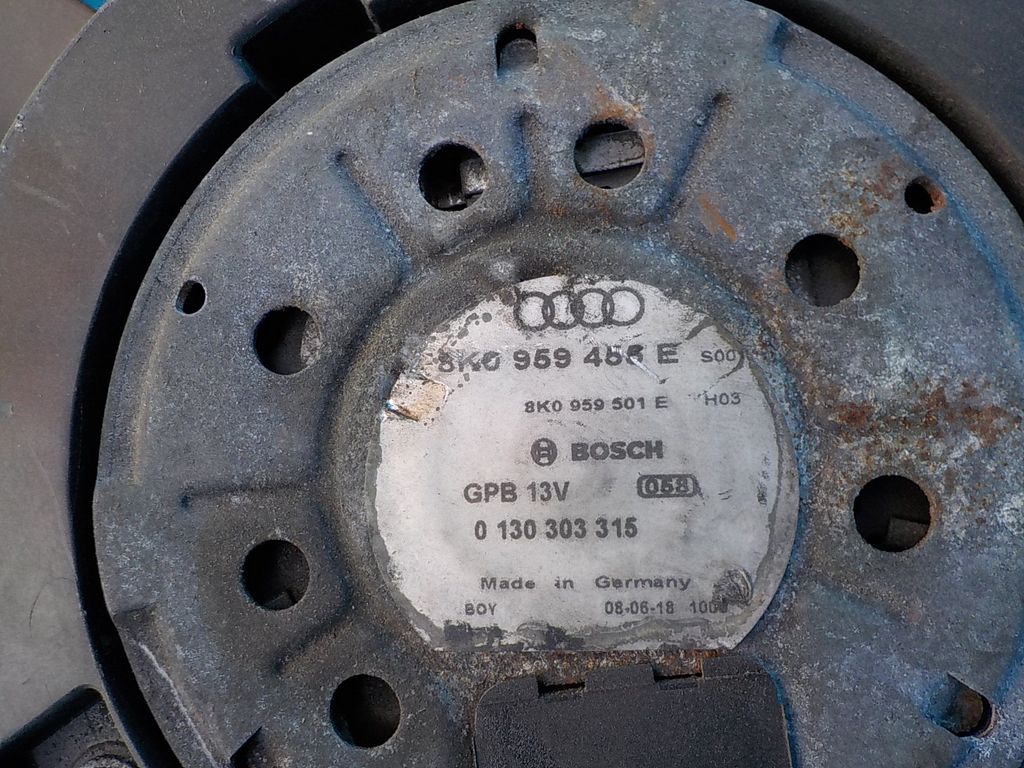 8K0 959 455 E S00
8K0 959 501 E H03
BOSCH
GPB 13V 058
0 130 303 315
Made in Germany
BOY 08-06-18